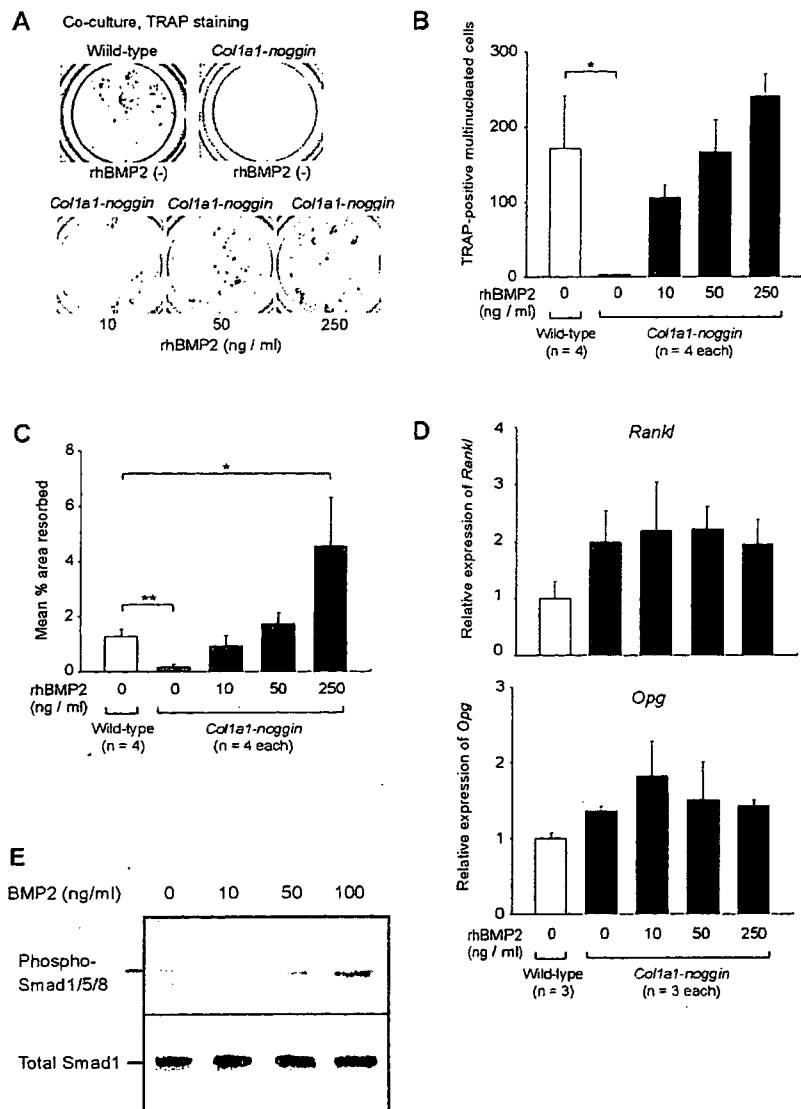 A
Co-culture, TRAP staining
Wiild-type
Col1a1-noggin
rhBMP2 (-)
rhBMP2 (-)
Col1a1-noggin
Col1a1-noggin
Col1a1-noggin
10
50
250
rhBMP2 (ng / ml)
B
TRAP-positive multinucleated cells
300
200
100
0
*
rhBMP2
(ng / ml)
0
0
10
50
250
Wild-type
(n = 4)
Col1a1-noggin
(n = 4 each)
C
Mean % area resorbed
8
6
4
2
0
*
**
rhBMP2
(ng / ml)
0
0
10
50
250
Wild-type
(n = 4)
Col1a1-noggin
(n = 4 each)
D
Rankl
Relative expression of Rankl
4
3
2
1
0
Opg
Relative expression of Opg
3
2
1
0
rhBMP2
(ng / ml)
0
0
10
50
250
Wild-type
(n = 3)
Col1a1-noggin
(n = 3 each)
E
BMP2 (ng/ml)
0
10
50
100
Phospho-
Smad1/5/8
Total Smad1